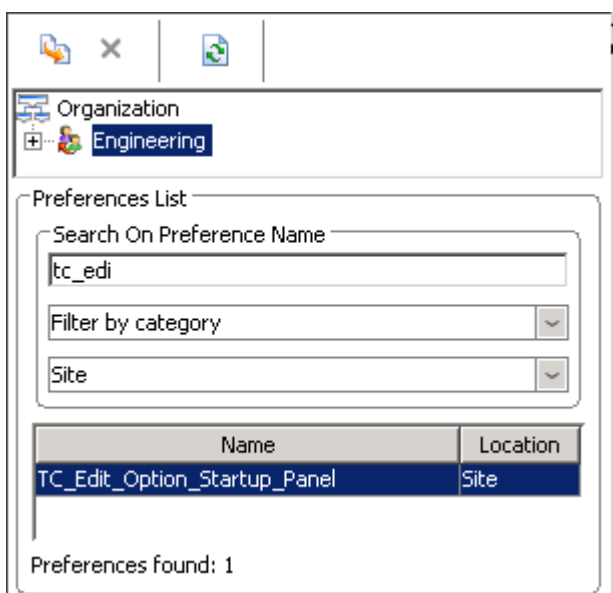 Organization
Engineering
Preferences List
Search On Preference Name
tc_edi
Filter by category
Site
Name Location
TC_Edit_Option_Startup_Panel Site
Preferences found: 1